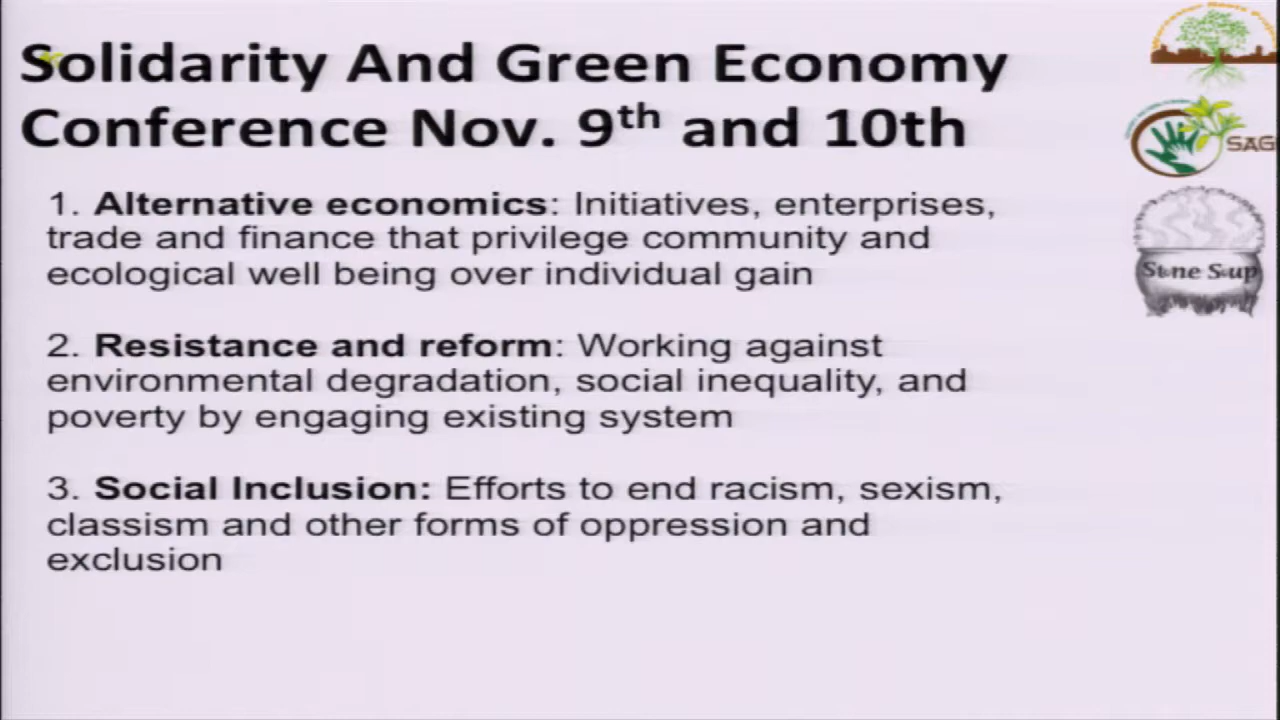 Solidarity And Green Economy
Conference Nov. 9th and 10th
SAG
Stone Soup
1. Alternative economics: Initiatives, enterprises,
trade and finance that privilege community and
ecological well being over individual gain
2. Resistance and reform: Working against
environmental degradation, social inequality, and
poverty by engaging existing system
3. Social Inclusion: Efforts to end racism, sexism,
classism and other forms of oppression and
exclusion